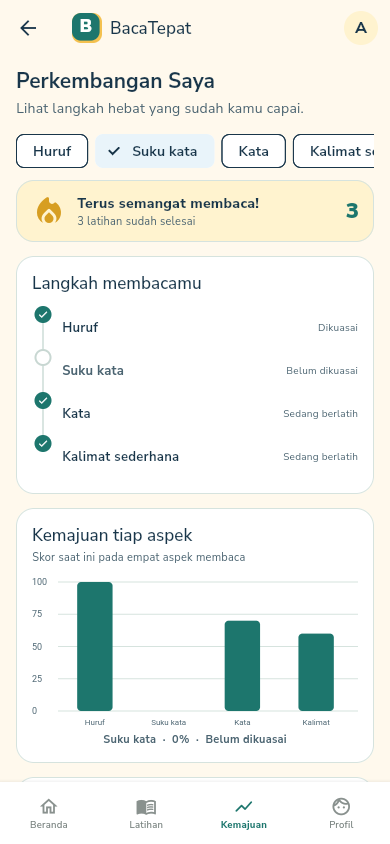 B BacaTepat A
Perkembangan Saya
Lihat langkah hebat yang sudah kamu capai.
Huruf Suku kata Kata Kalimat se
Terus semangat membaca! 3
3 latihan sudah selesai
Langkah membacamu
Huruf Dikuasai
Suku kata Belum dikuasai
Kata Sedang berlatih
Kalimat sederhana Sedang berlatih
Kemajuan tiap aspek
Skor saat ini pada empat aspek membaca
100
75
50
25
0
Huruf Suku kata Kata Kalimat
Suku kata · 0% · Belum dikuasai
Beranda Latihan Kemajuan Profil